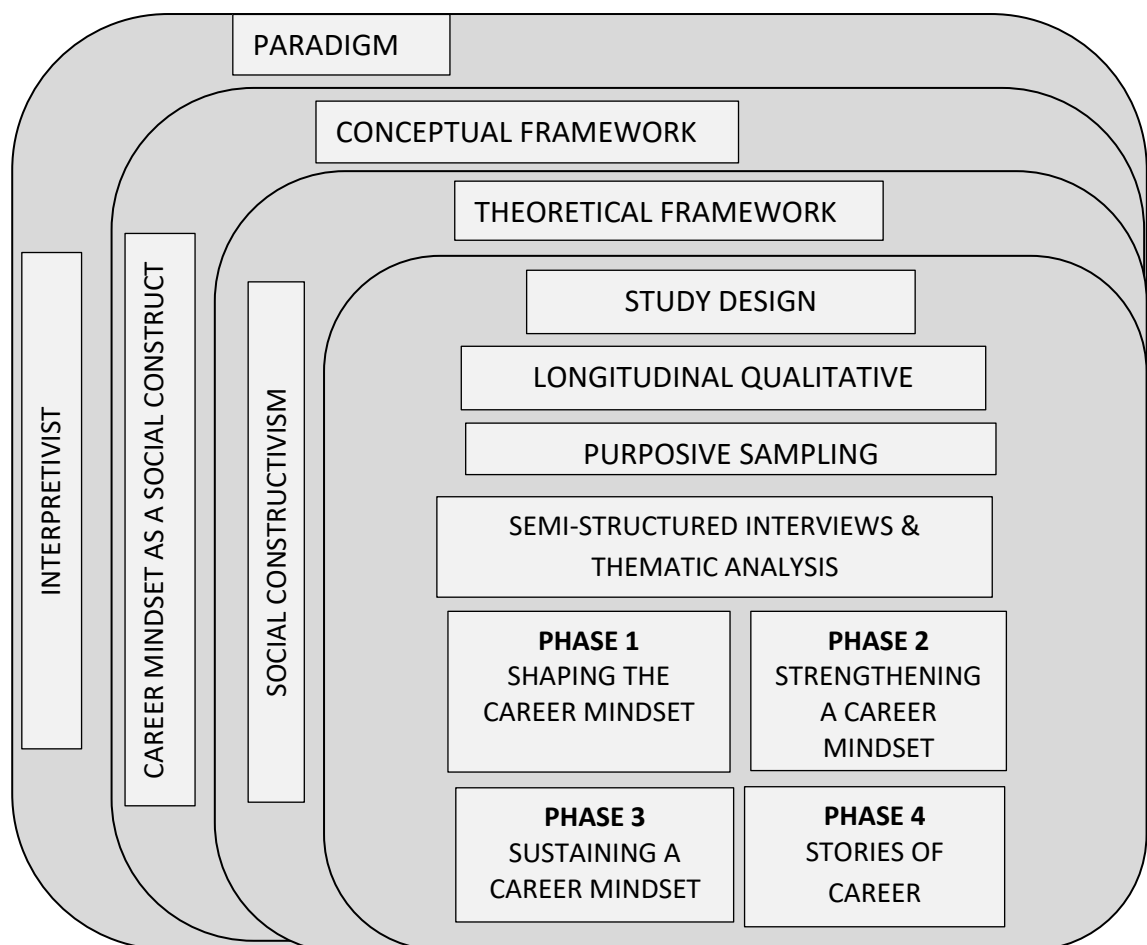 PARADIGM
CONCEPTUAL FRAMEWORK
THEORETICAL FRAMEWORK
STUDY DESIGN
INTERPRETIVIST
CAREER MINDSET AS A SOCIAL CONSTRUCT
SOCIAL CONSTRUCTIVISM
LONGITUDINAL QUALITATIVE
PURPOSIVE SAMPLING
SEMI-STRUCTURED INTERVIEWS &
THEMATIC ANALYSIS
PHASE 1
SHAPING THE
CAREER MINDSET
PHASE 2
STRENGTHENING
A CAREER
MINDSET
PHASE 3
SUSTAINING A
CAREER MINDSET
PHASE 4
STORIES OF
CAREER